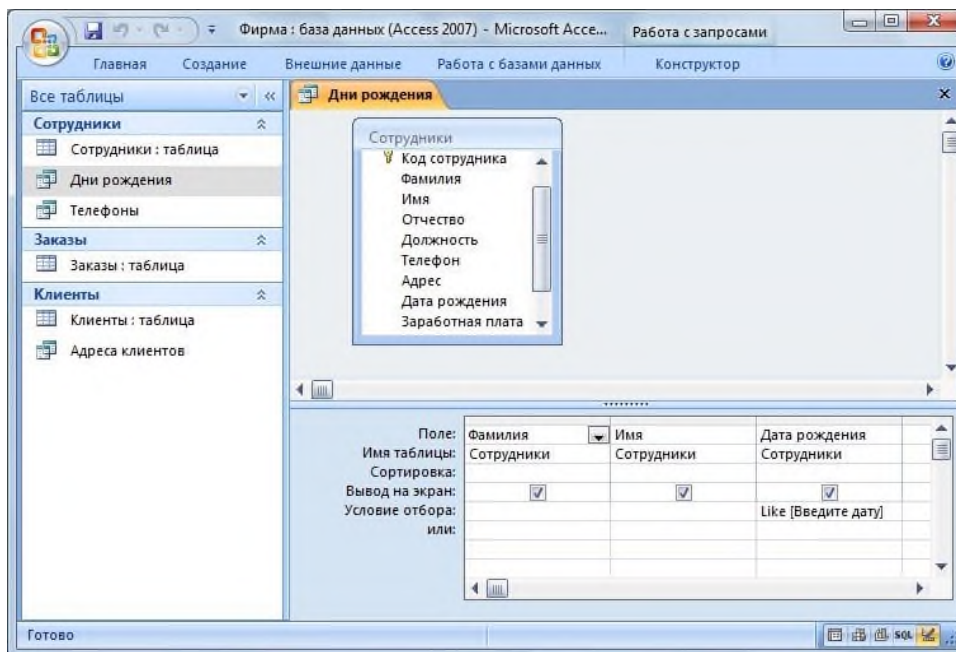 Фирма : база данных (Access 2007) - Microsoft Acce...
Работа с запросами
Главная
Создание
Внешние данные
Работа с базами данных
Конструктор
Все таблицы
Сотрудники
Сотрудники : таблица
Дни рождения
Телефоны
Заказы
Заказы : таблица
Клиенты
Клиенты : таблица
Адреса клиентов
Дни рождения
Сотрудники
Код сотрудника
Фамилия
Имя
Отчество
Должность
Телефон
Адрес
Дата рождения
Заработная плата
Поле: Фамилия Имя Дата рождения
Имя таблицы: Сотрудники Сотрудники Сотрудники
Сортировка:
Вывод на экран:
Условие отбора: Like [Введите дату]
или:
Готово
SQL